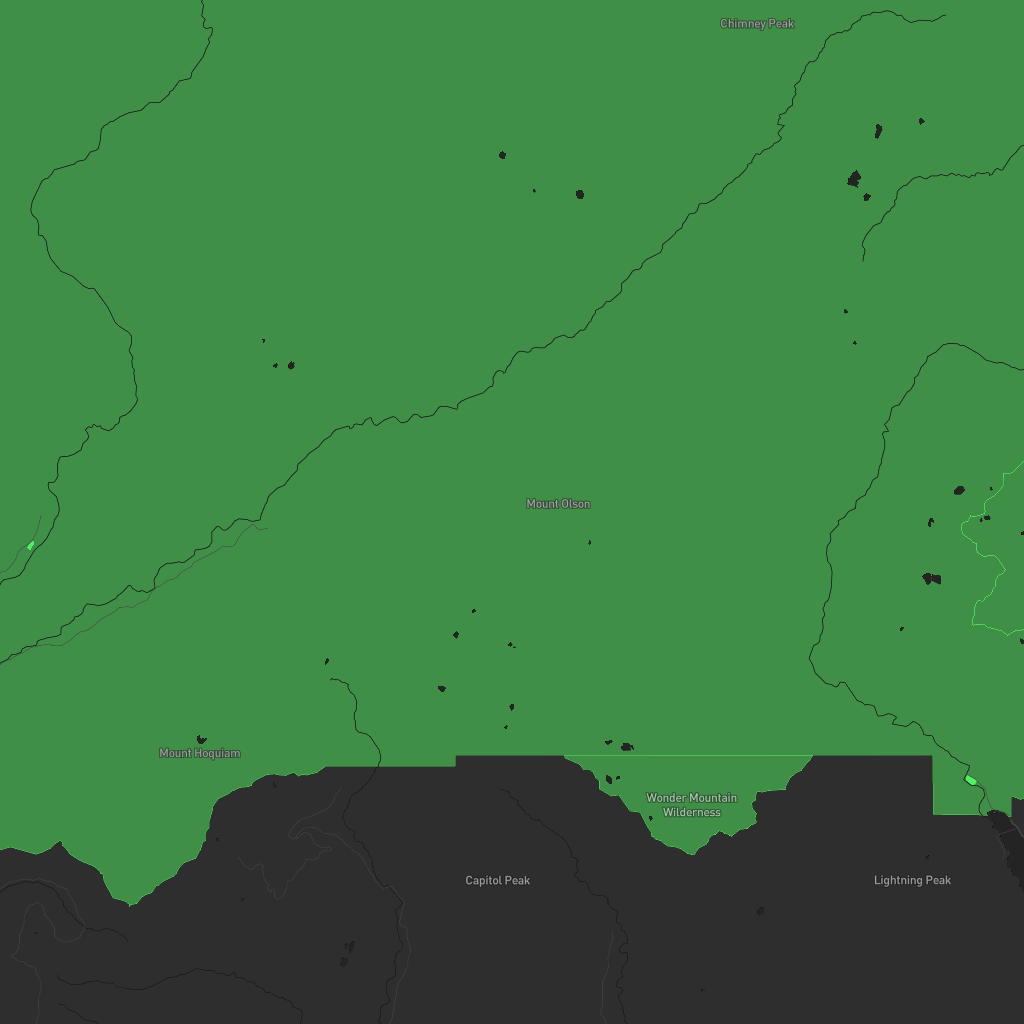 Chimney Peak
Mount Olson
Mount Hoquiam
Wonder Mountain
Wilderness
Capitol Peak
Lightning Peak